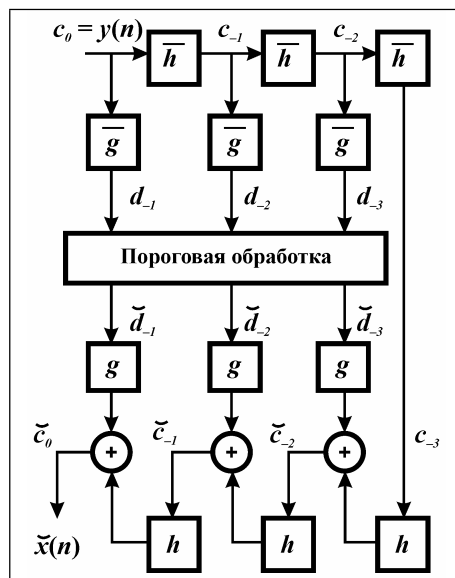 c₀ = y(n) c₋₁ c₋₂
h̅ h̅ h̅
g̅ g̅ g̅
d₋₁ d₋₂ d₋₃
Пороговая обработка
d̆₋₁ d̆₋₂ d̆₋₃
g g g
c̆₀ c̆₋₁ c̆₋₂ c₋₃
+ + +
x̆(n) h h h